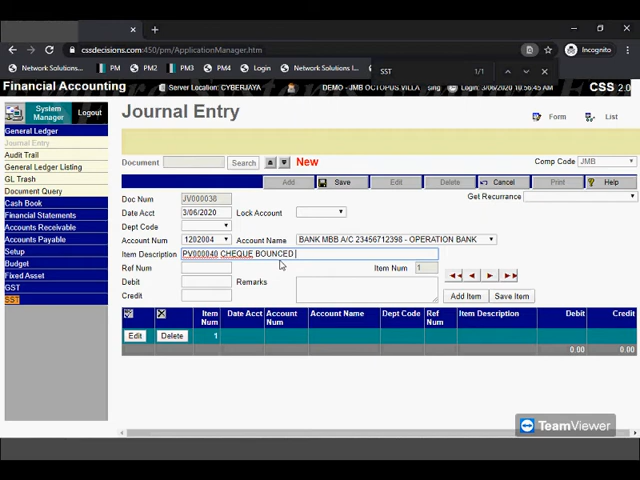 cssdecisions.com:450/pm/ApplicationManager.htm
Incognito
Network Solutions... PM PM2 PM3 PM4 Login Network Solutions I...
SST 1/1
Financial Accounting
Server Location: CYBERJAYA
DEMO - JMB OCTOPUS VILLA
Login: 3/06/2020 10:56:45 AM
CSS 2.0
System Manager
Logout
General Ledger
Journal Entry
Audit Trail
General Ledger Listing
GL Trash
Document Query
Cash Book
Financial Statements
Accounts Receivable
Accounts Payable
Setup
Budget
Fixed Asset
GST
SST
Journal Entry
Form List
Document Search New Comp Code JMB
Add Save Edit Delete Cancel Print Help
Doc Num JV000038 Get Recurrence
Date Acct 3/06/2020 Lock Account
Dept Code
Account Num 1202004 Account Name BANK MBB A/C 23456712398 - OPERATION BANK
Item Description PV000040 CHEQUE BOUNCED
Ref Num Item Num 1
Debit Remarks
Credit Add Item Save Item
Item Num Date Acct Account Num Account Name Dept Code Ref Num Item Description Debit Credit
Edit Delete 1
0.00 0.00
TeamViewer